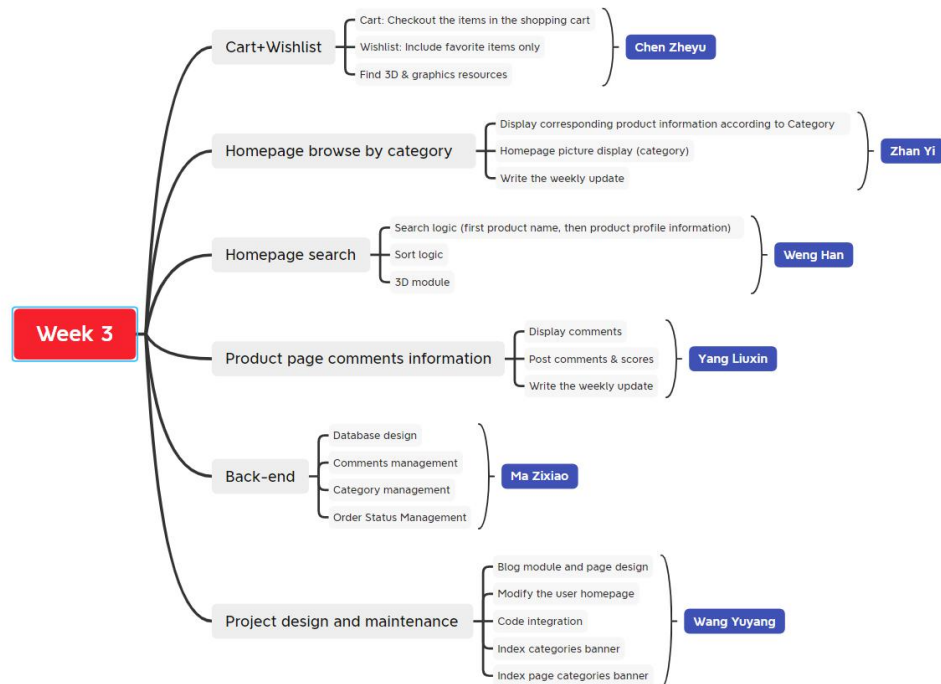 Week 3
Cart+Wishlist
Cart: Checkout the items in the shopping cart
Wishlist: Include favorite items only
Find 3D & graphics resources
Chen Zheyu
Homepage browse by category
Display corresponding product information according to Category
Homepage picture display (category)
Write the weekly update
Zhan Yi
Homepage search
Search logic (first product name, then product profile information)
Sort logic
3D module
Weng Han
Product page comments information
Display comments
Post comments & scores
Write the weekly update
Yang Liuxin
Back-end
Database design
Comments management
Category management
Order Status Management
Ma Zixiao
Project design and maintenance
Blog module and page design
Modify the user homepage
Code integration
Index categories banner
Index page categories banner
Wang Yuyang